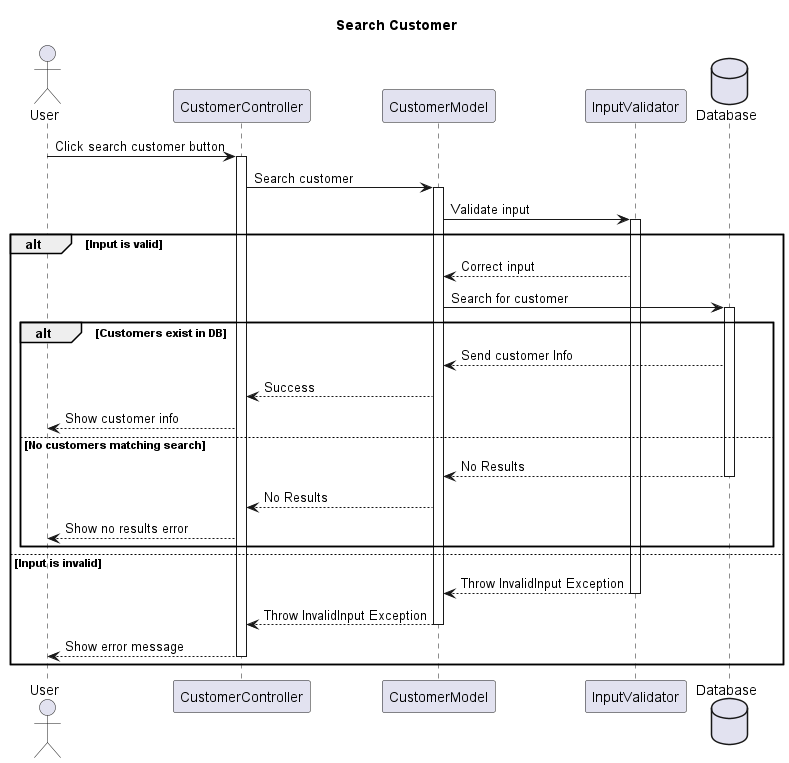 Search Customer
User
CustomerController
CustomerModel
InputValidator
Database
Click search customer button
Search customer
Validate input
alt [Input is valid]
Correct input
Search for customer
alt [Customers exist in DB]
Send customer Info
Success
Show customer info
[No customers matching search]
No Results
No Results
Show no results error
[Input is invalid]
Throw InvalidInput Exception
Throw InvalidInput Exception
Show error message
User
CustomerController
CustomerModel
InputValidator
Database